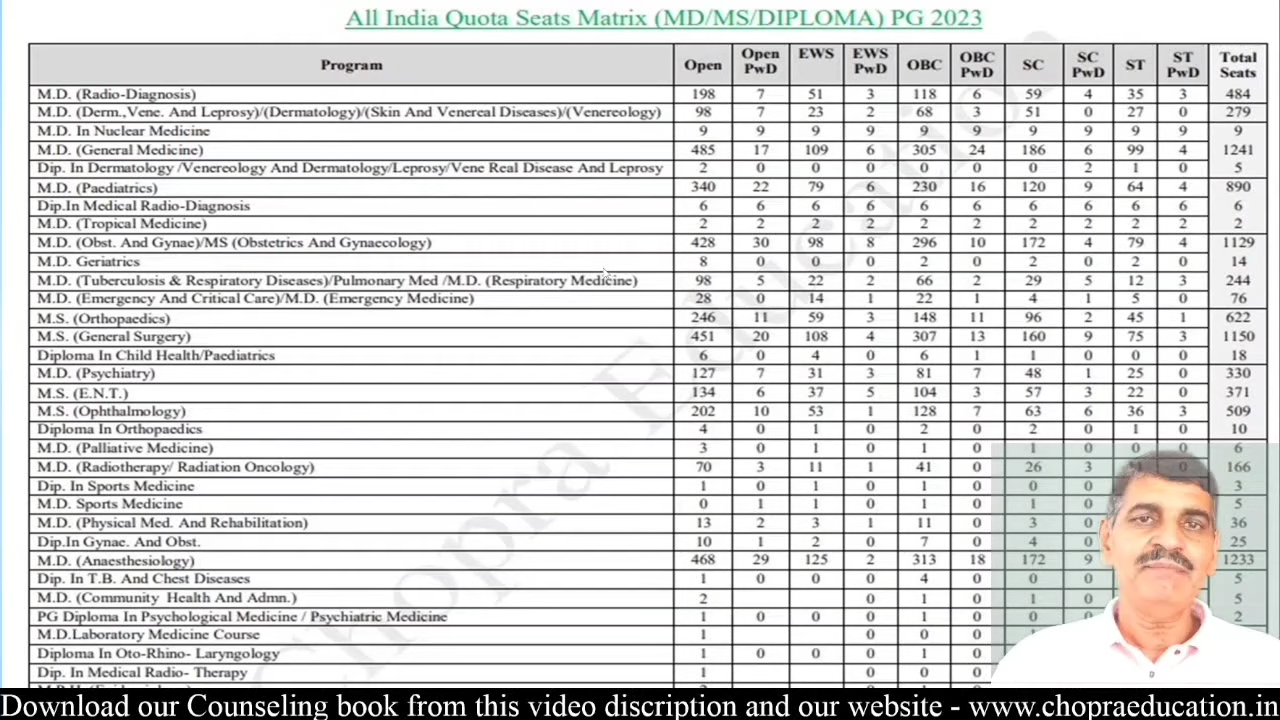 All India Quota Seats Matrix (MD/MS/DIPLOMA) PG 2023
Program Open Open PwD EWS EWS PwD OBC OBC PwD SC SC PwD ST ST PwD Total Seats
M.D. (Radio-Diagnosis) 198 7 51 3 118 6 59 4 35 3 484
M.D. (Derm.,Vene. And Leprosy)/(Dermatology)/(Skin And Venereal Diseases)/(Venereology) 98 7 23 2 68 3 51 0 27 0 279
M.D. In Nuclear Medicine 9 9 9 9 9 9 9 9 9 9 9
M.D. (General Medicine) 485 17 109 6 305 24 186 6 99 4 1241
Dip. In Dermatology /Venereology And Dermatology/Leprosy/Vene Real Disease And Leprosy 2 0 0 0 0 0 0 2 1 0 5
M.D. (Paediatrics) 340 22 79 6 230 16 120 9 64 4 890
Dip.In Medical Radio-Diagnosis 6 6 6 6 6 6 6 6 6 6 6
M.D. (Tropical Medicine) 2 2 2 2 2 2 2 2 2 2 2
M.D. (Obst. And Gynae)/MS (Obstetrics And Gynaecology) 428 30 98 8 296 10 172 4 79 4 1129
M.D. Geriatrics 8 0 0 0 2 0 2 0 2 0 14
M.D. (Tuberculosis & Respiratory Diseases)/Pulmonary Med /M.D. (Respiratory Medicine) 98 5 22 2 66 2 29 5 12 3 244
M.D. (Emergency And Critical Care)/M.D. (Emergency Medicine) 28 0 14 1 22 1 4 1 5 0 76
M.S. (Orthopaedics) 246 11 59 3 148 11 96 2 45 1 622
M.S. (General Surgery) 451 20 108 4 307 13 160 9 75 3 1150
Diploma In Child Health/Paediatrics 6 0 4 0 6 1 1 0 0 0 18
M.D. (Psychiatry) 127 7 31 3 81 7 48 1 25 0 330
M.S. (E.N.T.) 134 6 37 5 104 3 57 3 22 0 371
M.S. (Ophthalmology) 202 10 53 1 128 7 63 6 36 3 509
Diploma In Orthopaedics 4 0 1 0 2 0 2 0 1 0 10
M.D. (Palliative Medicine) 3 0 1 0 1 0 1 0 0 0 6
M.D. (Radiotherapy/ Radiation Oncology) 70 3 11 1 41 0 26 3 0 166
Dip. In Sports Medicine 1 0 1 0 1 0 0 0 3
M.D. Sports Medicine 0 1 1 0 1 0 1 0 5
M.D. (Physical Med. And Rehabilitation) 13 2 3 1 11 0 3 36
Dip.In Gynae. And Obst. 10 1 2 0 7 0 4 25
M.D. (Anaesthesiology) 468 29 125 2 313 18 172 9 1233
Dip. In T.B. And Chest Diseases 1 0 0 0 4 0 0 5
M.D. (Community Health And Admn.) 2 0 1 0 1 5
PG Diploma In Psychological Medicine / Psychiatric Medicine 1 0 0 0 1 0 0 2
M.D.Laboratory Medicine Course 1 0 0 0
Diploma In Oto-Rhino- Laryngology 1 0 0 0 1 0
Dip. In Medical Radio- Therapy 1 0 0 0
Chopra Education
Download our Counseling book from this video discription and our website - www.chopraeducation.in